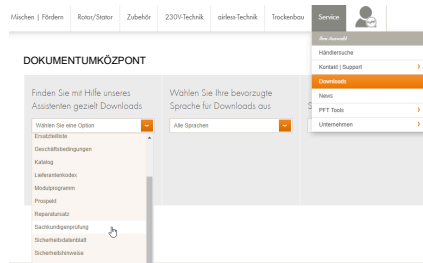 Mischen | Fördern Rotor/Stator Zubehör 230V-Technik airless-Technik Trockenbau Service
Ihre Auswahl
Händlersuche
Kontakt | Support
Downloads
News
PFT Tools
Unternehmen
DOKUMENTUMKÖZPONT
Finden Sie mit Hilfe unseres
Assistenten gezielt Downloads
Wählen Sie eine Option
Ersatzteilliste
Geschäftsbedingungen
Katalog
Lieferantenkodex
Modulprogramm
Prospekt
Reparatursatz
Sachkundigenprüfung
Sicherheitsdatenblatt
Sicherheitshinweise
Wählen Sie Ihre bevorzugte
Sprache für Downloads aus
Alle Sprachen
S